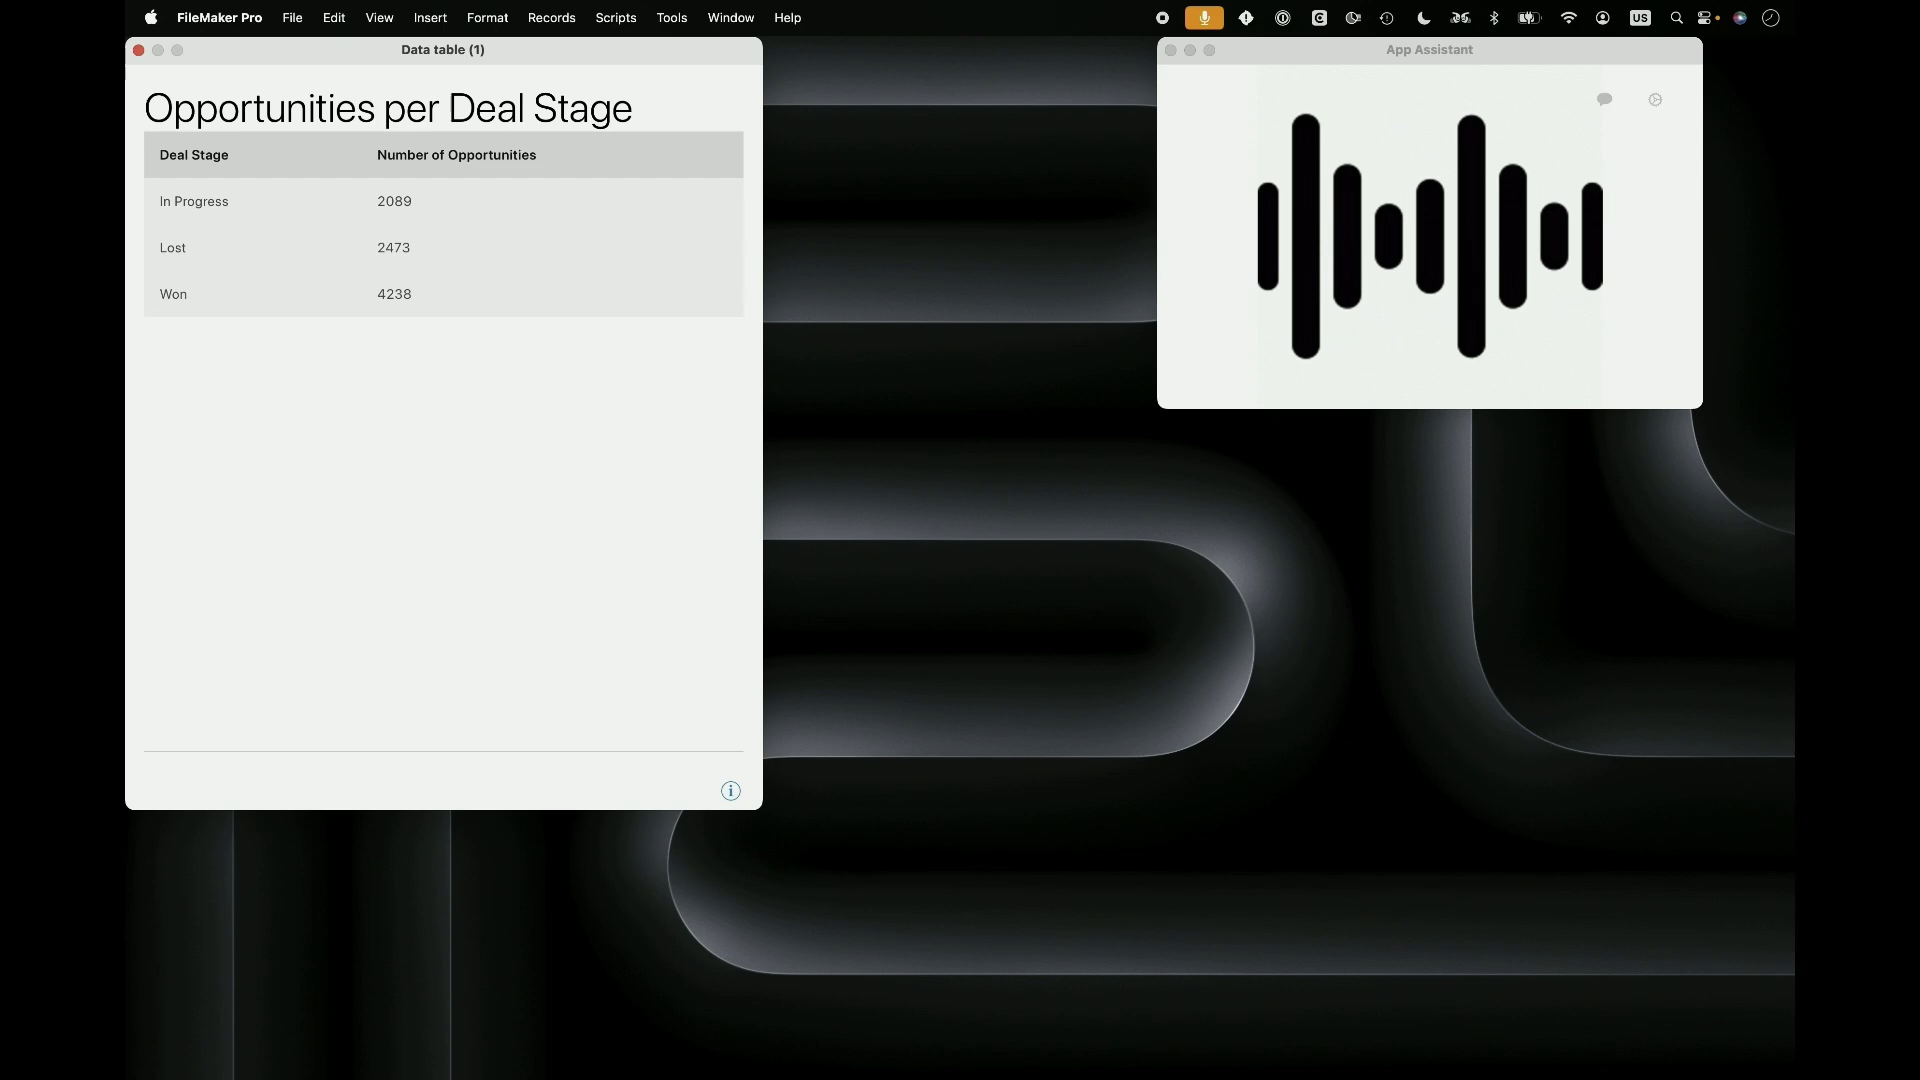 FileMaker Pro File Edit View Insert Format Records Scripts Tools Window Help US
Data table (1)
Opportunities per Deal Stage
Deal Stage Number of Opportunities
In Progress 2089
Lost 2473
Won 4238
App Assistant